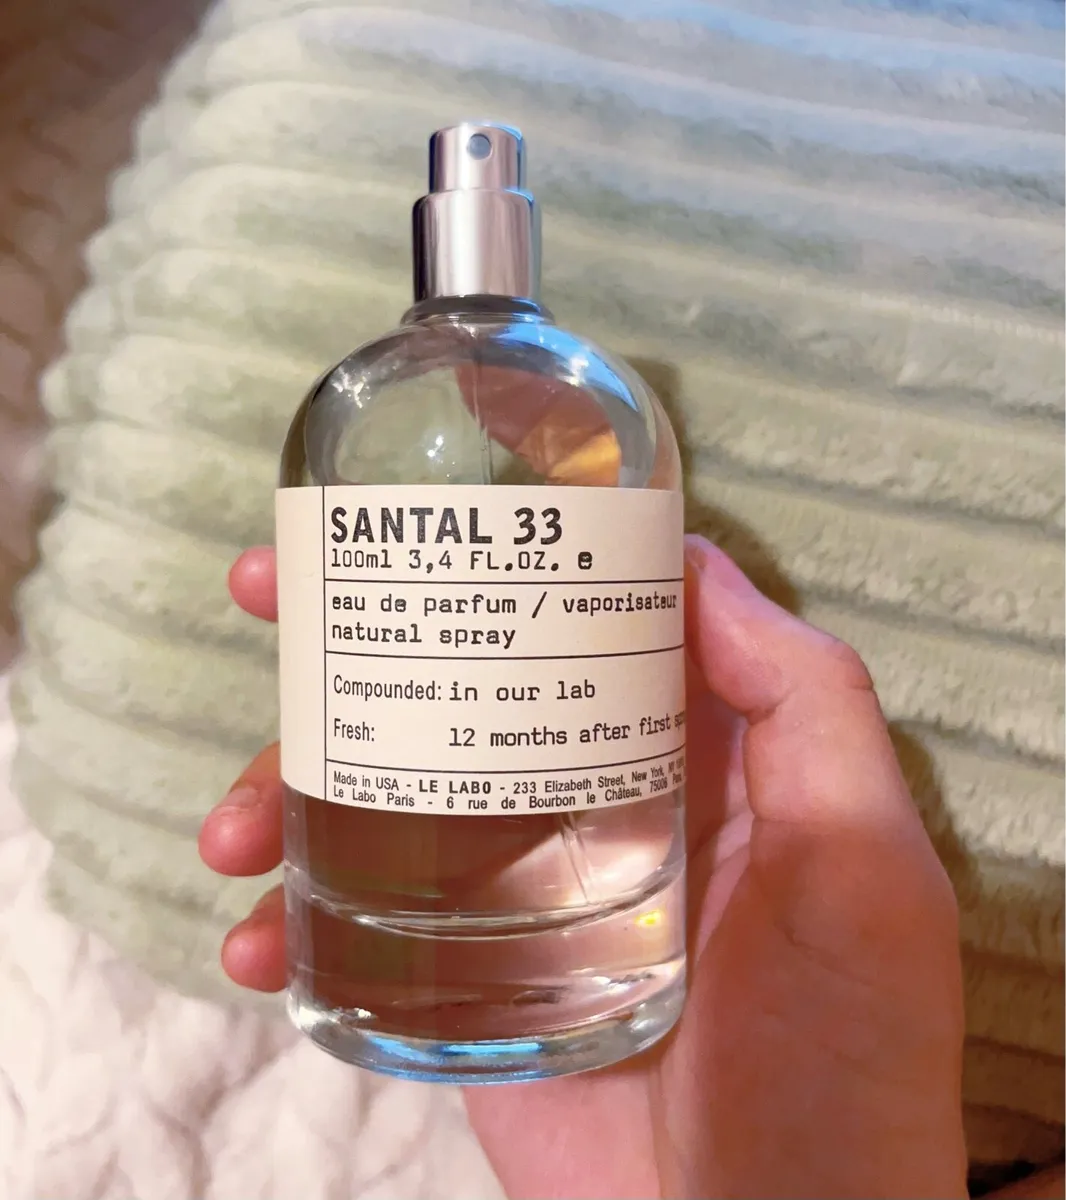 SANTAL 33
100ml 3,4 FL.OZ. e
eau de parfum / vaporisateur
natural spray
Compounded: in our lab
Fresh: 12 months after first
Made in USA - LE LABO - 233 Elizabeth Street, New York, NY
Le Labo Paris - 6 rue de Bourbon le Château, 75006